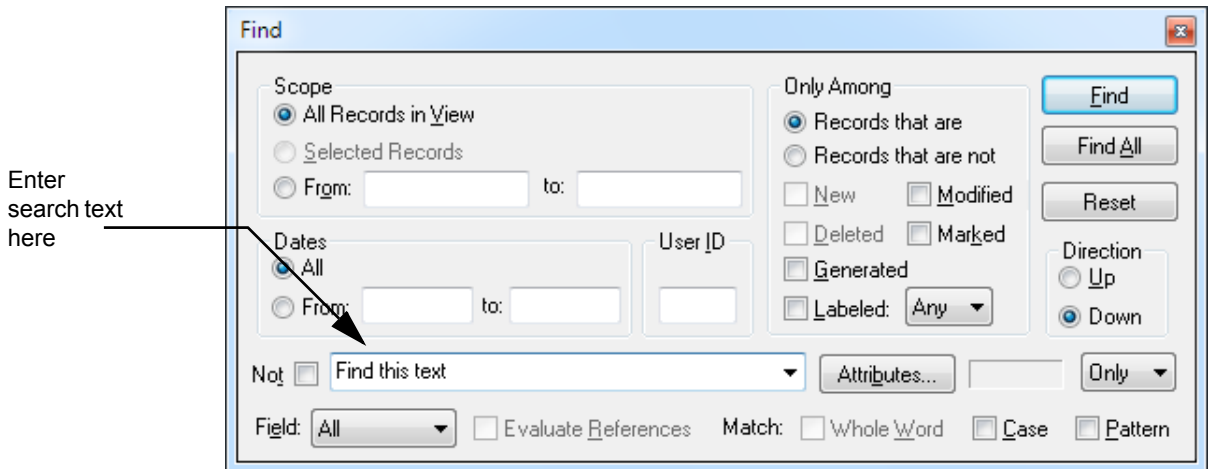 Find
Scope
All Records in View
Selected Records
From: to:
Only Among
Records that are
Records that are not
New Modified
Deleted Marked
Generated
Labeled: Any
Find
Find All
Reset
Direction
Up
Down
Enter
search text
here
Dates
All
From: to:
User ID
Not Find this text Attributes... Only
Field: All Evaluate References Match: Whole Word Case Pattern